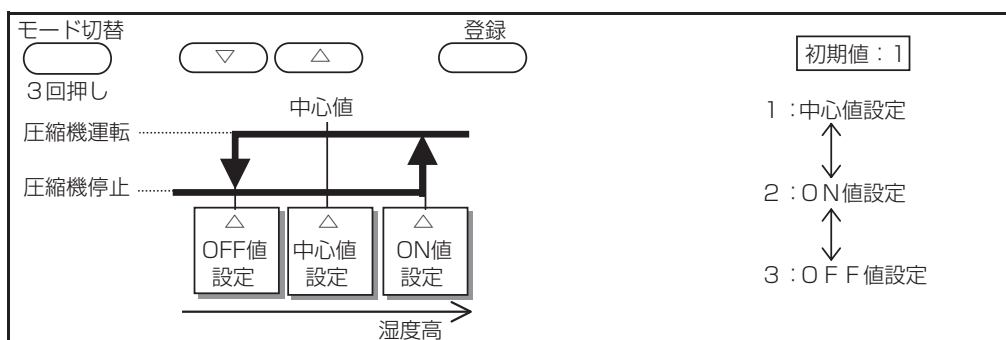 モード切替
▽
△
登録
初期値：1
3回押し
中心値
圧縮機運転
圧縮機停止
△
OFF値
設定
△
中心値
設定
△
ON値
設定
湿度高
1：中心値設定
2：ON値設定
3：OFF値設定